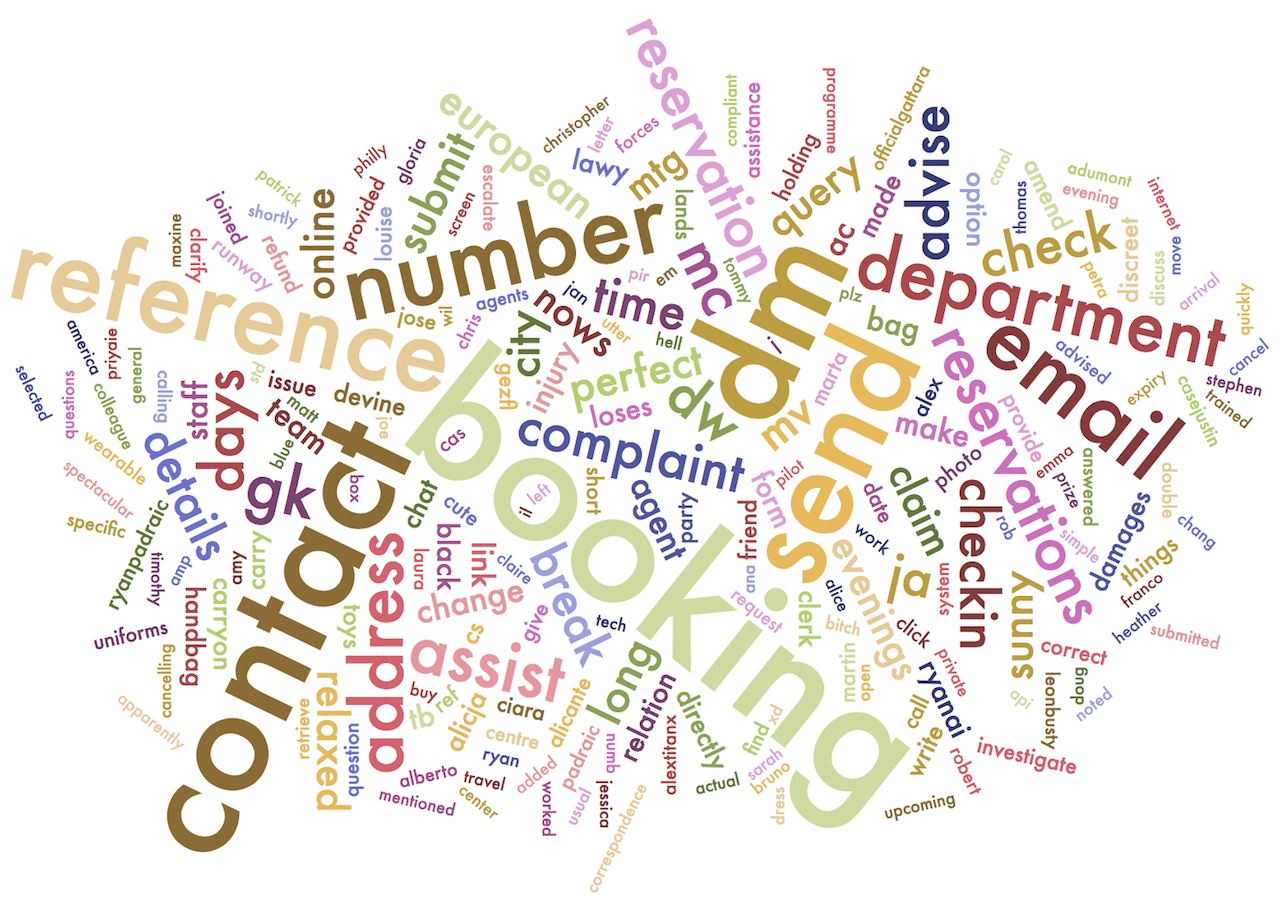 reservation
compliant
assistance
programme
officialgattara
european
christopher
letter
forces
holding
advise
philly
gloria
submit
lawy
mtg
query
carol
adumont
patrick
provided
screen
escalate
lands
made
option
thomas
amend
evening
internet
maxine
joined
shortly
online
louise
number
mc
ac
check
discreet
discuss
move
clarify
runway
refund
reference
pir
em
tommy
dm
department
petra
arrival
quickly
jose
wil
agents
jan
time
plz
bag
america
priyaie
general
chris
city
nows
utter
hell
i
send
email
advised
cancel
selected
questions
colleague
calling
std
issue
devine
gezfl
injury
perfect
marta
alex
reservations
expiry
stephen
trained
casejustin
staff
days
matt
team
joe
booking
loses
dw
mv
make
provide
wearable
details
blue
contact
cas
complaint
photo
emma
prize
answered
double
spectacular
specific
gk
boxx
chat
cute
il
left
short
agent
party
form
pilot
date
claim
checkin
rob
simple
damages
chang
ryanpadraic
timothy
amp
amy
carry
address
laura
black
link
claire
break
friend
work
things
franco
uniforms
handbag
carryon
toys
change
give
tech
ana
request
alice
clerk
evenings
ja
system
sunny
heather
submitted
cancelling
cs
assist
long
bitch
click
correct
apparently
relaxed
retrieve
question
buy
tb
ref
alicja
ciara
alicante
relation
directly
martin
open
ryamai
private
api
leonbusty
doug
noted
centre
ryan
padraic
alextitanx
find
xd
call
write
robert
investigate
alberto
travel
added
numb
actual
sarah
bruno
mentioned
center
worked
usual
jessica
correspondence
dress
upcoming